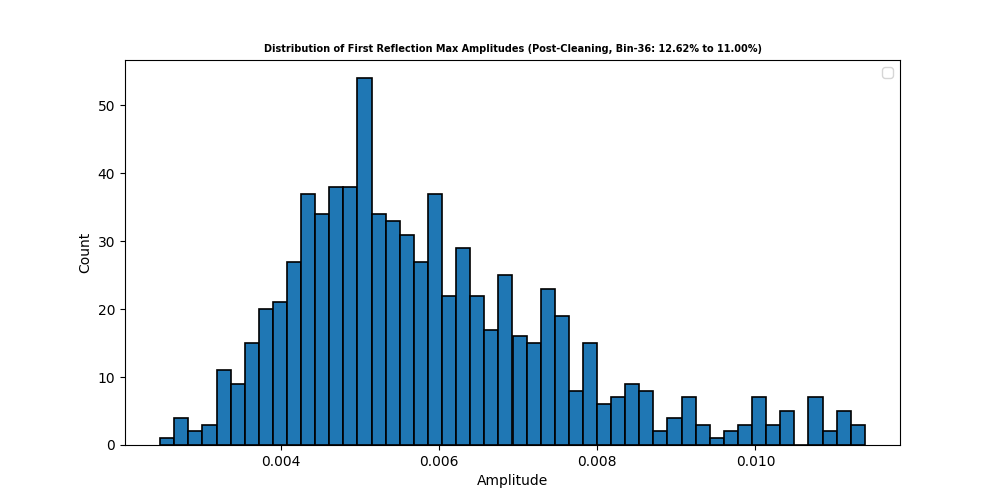 Distribution of First Reflection Max Amplitudes (Post-Cleaning, Bin-36: 12.62% to 11.00%)
50
40
30
20
10
0
Count
0.004 0.006 0.008 0.010
Amplitude